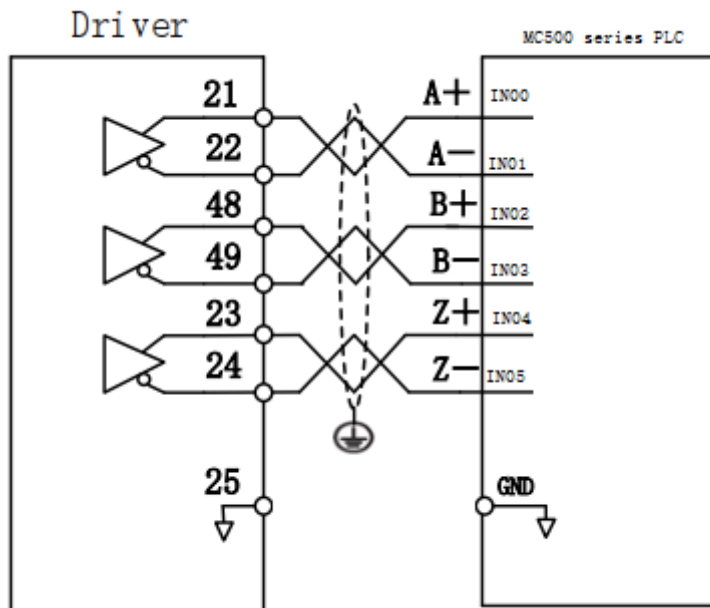 Driver
MC500 series PLC
21
A+ IN00
22
A− IN01
48
B+ IN02
49
B− IN03
23
Z+ IN04
24
Z− IN05
25
GND